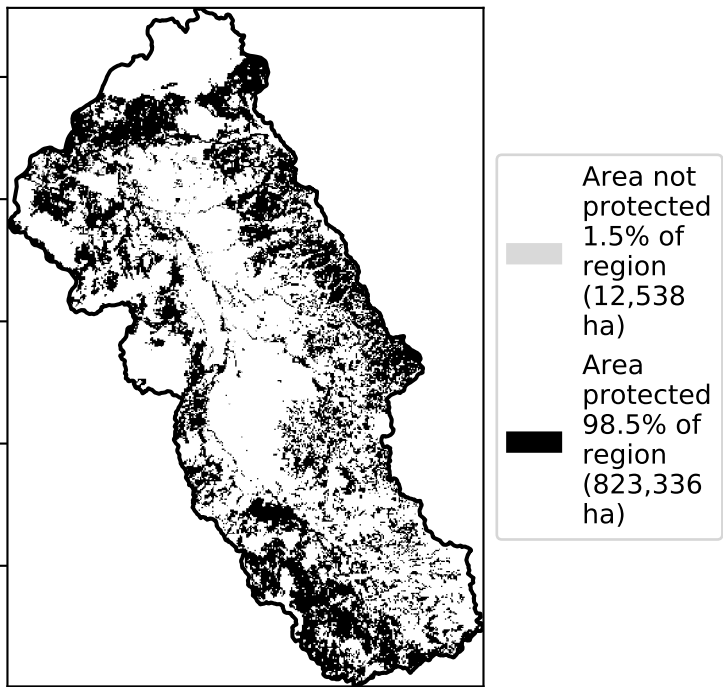 Area not
protected
1.5% of
region
(12,538
ha)
Area
protected
98.5% of
region
(823,336
ha)